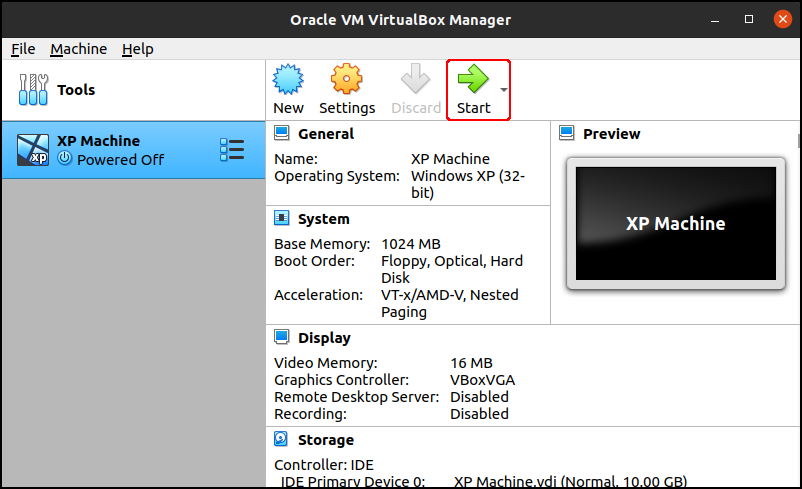 Oracle VM VirtualBox Manager
File Machine Help
Tools
New Settings Discard Start
XP Machine
Powered Off
xp
General
Name: XP Machine
Operating System: Windows XP (32-
bit)
Preview
XP Machine
System
Base Memory: 1024 MB
Boot Order: Floppy, Optical, Hard
Disk
Acceleration: VT-x/AMD-V, Nested
Paging
Display
Video Memory: 16 MB
Graphics Controller: VBoxVGA
Remote Desktop Server: Disabled
Recording: Disabled
Storage
Controller: IDE
IDE Primary Device 0: XP Machine.vdi (Normal, 10.00 GB)